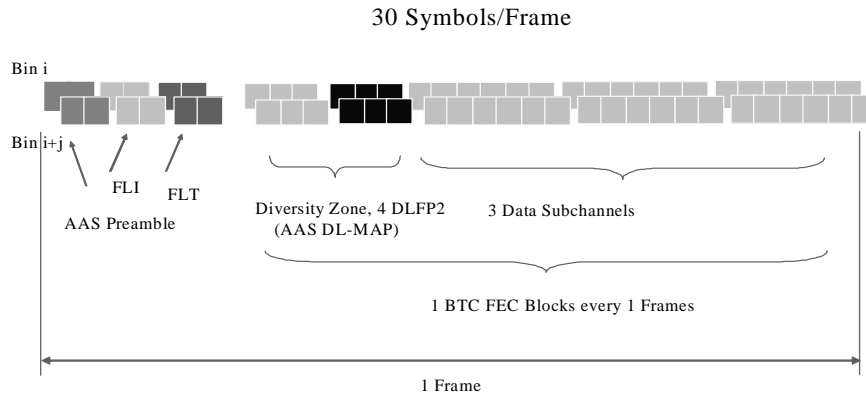 30 Symbols/Frame
Bin i
Bin i+j
FLI
FLT
AAS Preamble
Diversity Zone, 4 DLFP2
(AAS DL-MAP)
3 Data Subchannels
1 BTC FEC Blocks every 1 Frames
1 Frame